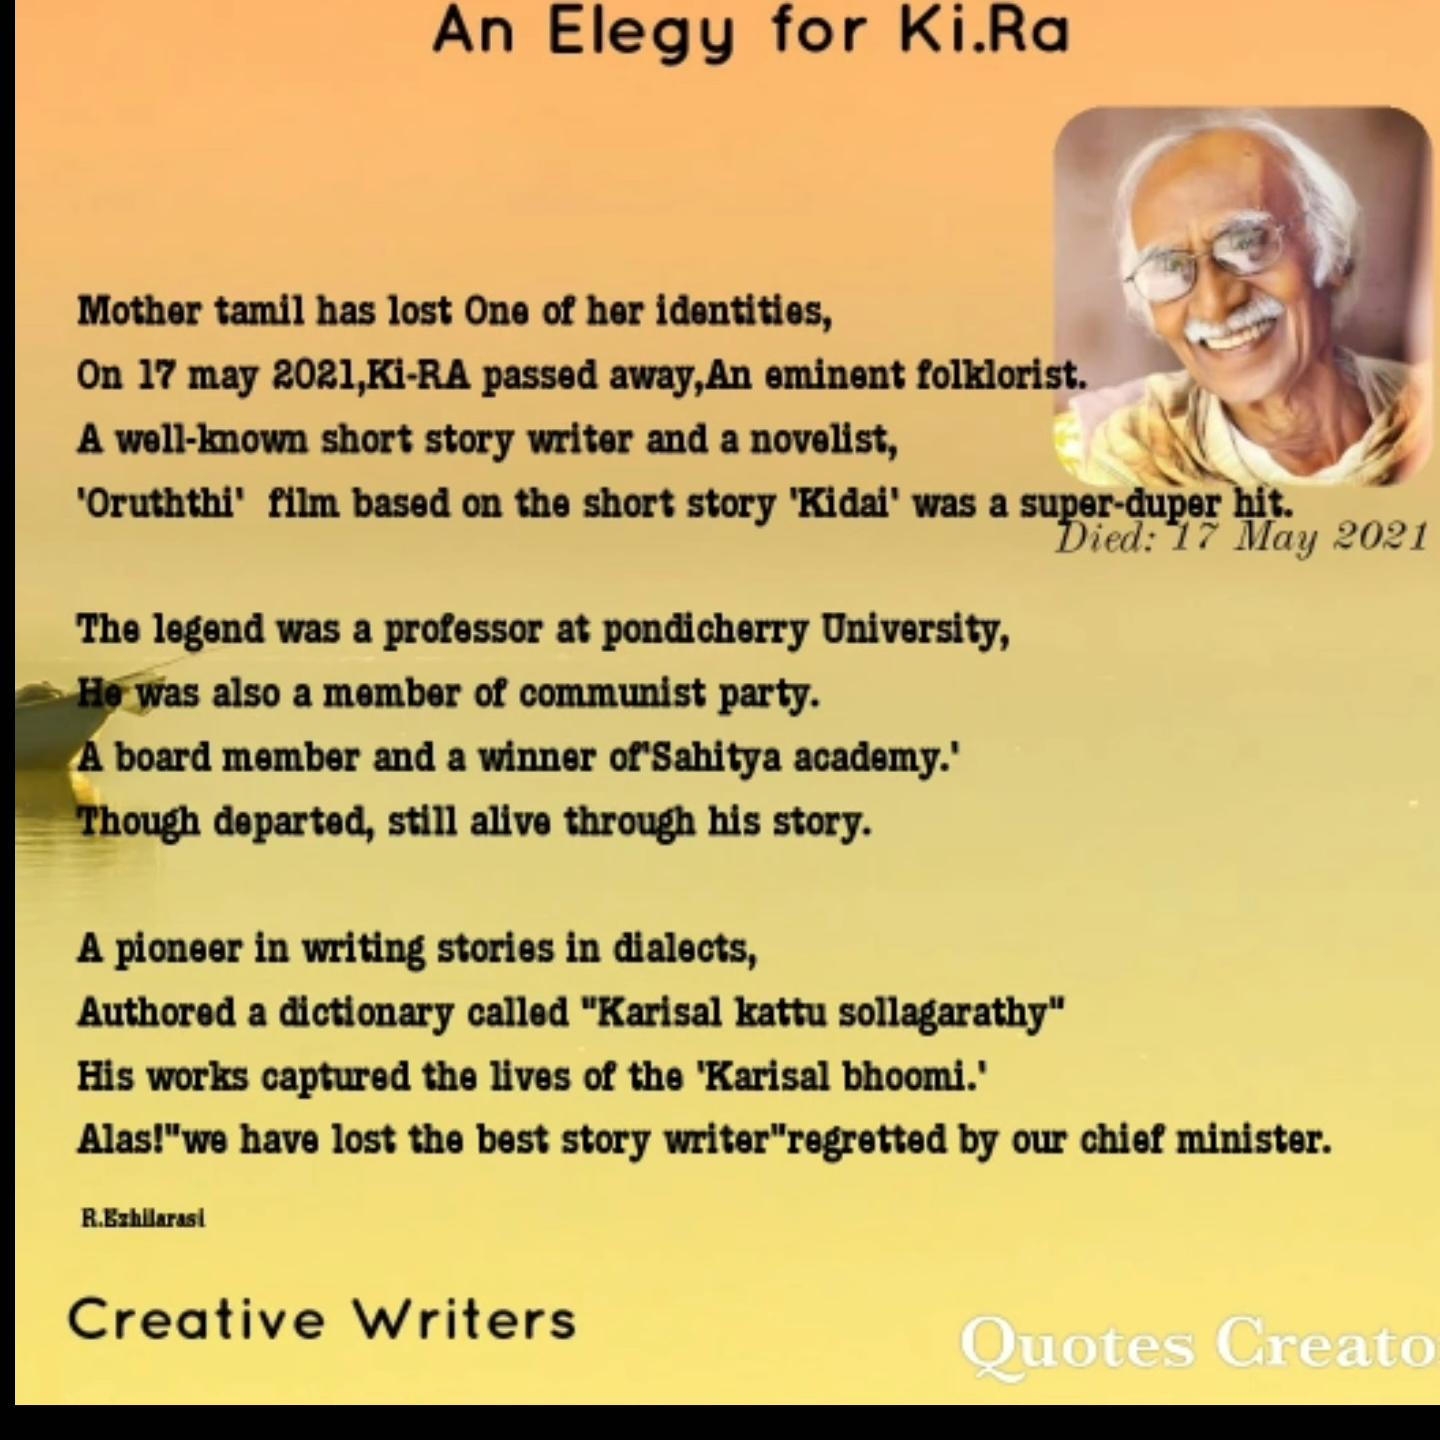 An Elegy for Ki.Ra
Mother tamil has lost One of her identities,
On 17 may 2021,Ki-RA passed away,An eminent folklorist.
A well-known short story writer and a novelist,
'Oruththi'  film based on the short story 'Kidai' was a super-duper hit.
Died: 17 May 2021
The legend was a professor at pondicherry University,
He was also a member of communist party.
A board member and a winner of'Sahitya academy.'
Though departed, still alive through his story.
A pioneer in writing stories in dialects,
Authored a dictionary called "Karisal kattu sollagarathy"
His works captured the lives of the 'Karisal bhoomi.'
Alas!"we have lost the best story writer"regretted by our chief minister.
R.Ezhilarasi
Creative Writers
Quotes Creato